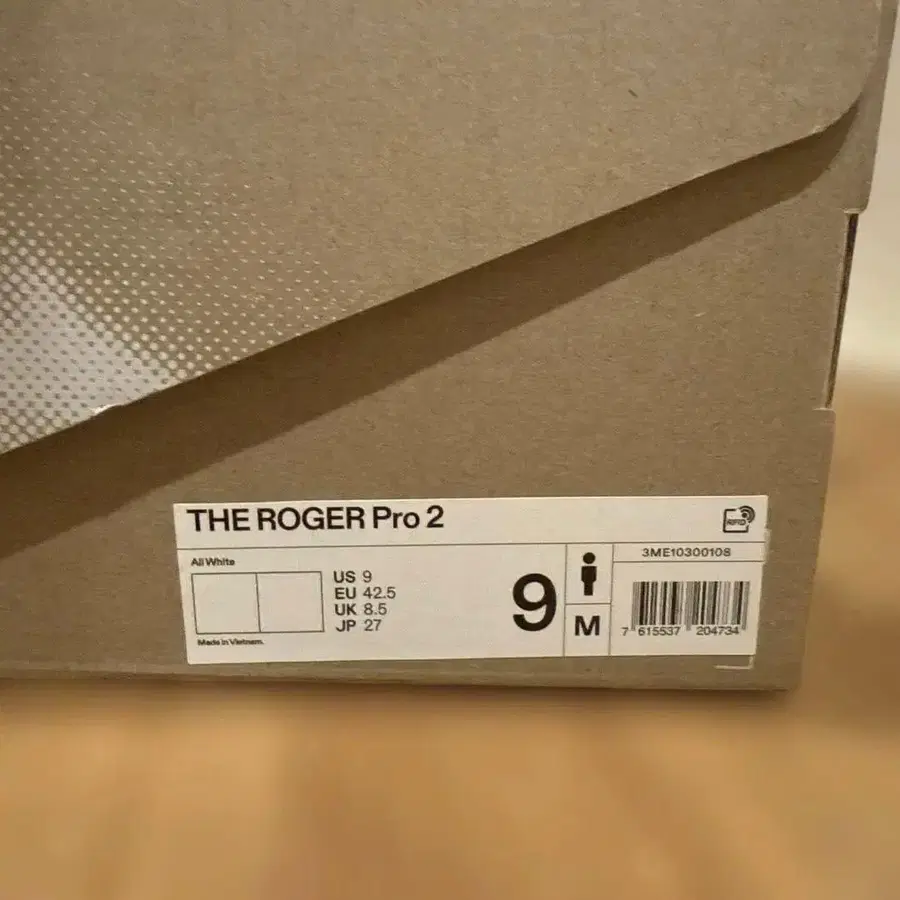 THE ROGER Pro 2
RFID
All White
US 9
EU 42.5
UK 8.5
JP 27
Made in Vietnam.
9
M
3ME10300108
7 615537 204734